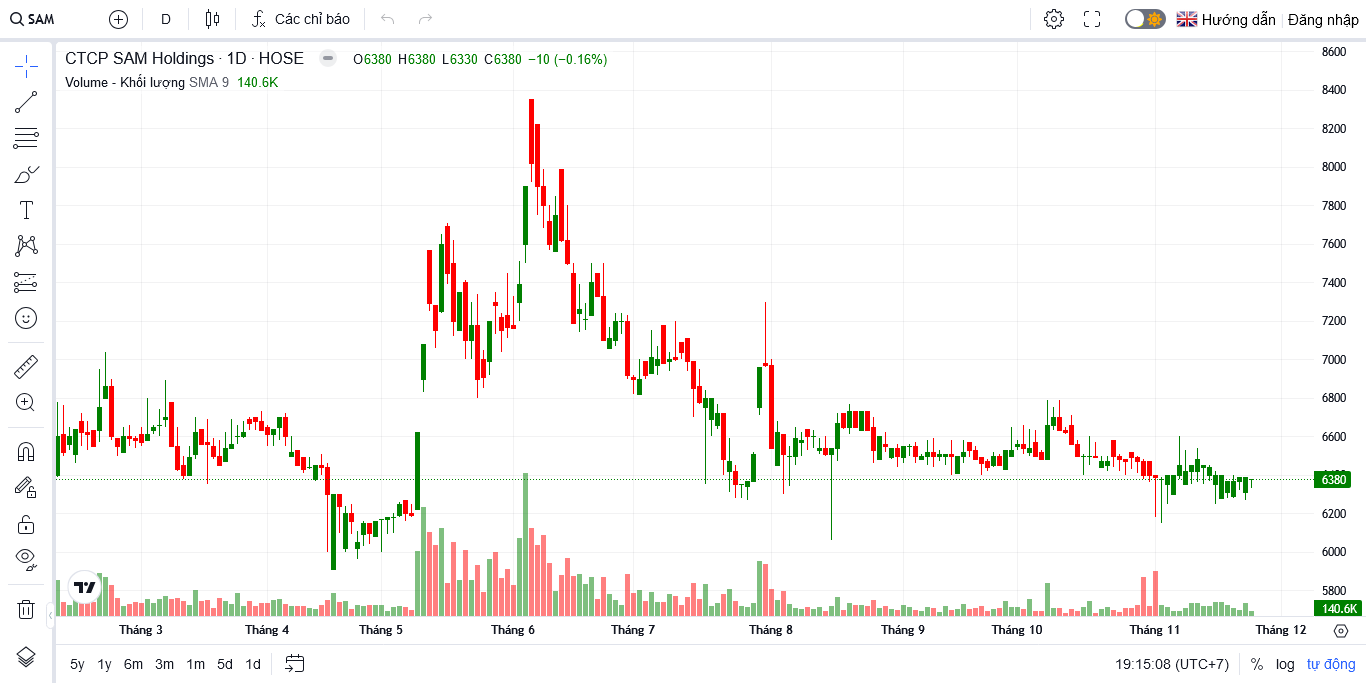 SAM D Các chỉ báo Hướng dẫn Đăng nhập
CTCP SAM Holdings · 1D · HOSE O6380 H6380 L6330 C6380 −10 (−0.16%)
Volume - Khối lượng SMA 9 140.6K
8600
8400
8200
8000
7800
7600
7400
7200
7000
6800
6600
6380
6200
6000
5800
140.6K
Tháng 3 Tháng 4 Tháng 5 Tháng 6 Tháng 7 Tháng 8 Tháng 9 Tháng 10 Tháng 11 Tháng 12
5y 1y 6m 3m 1m 5d 1d 19:15:08 (UTC+7) % log tự động